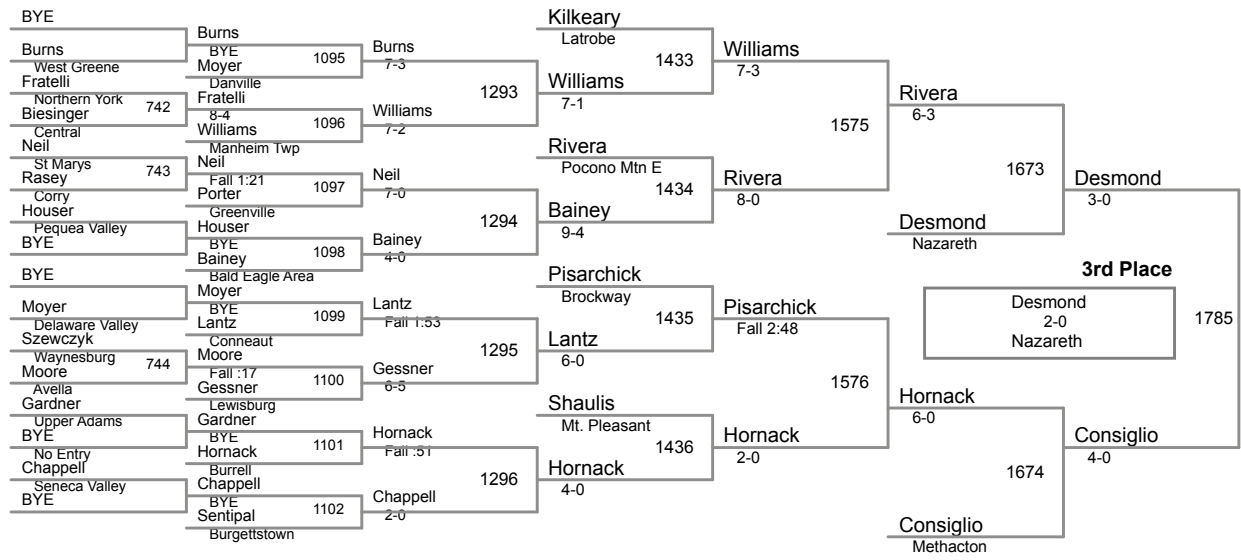 BYE
Burns
West Greene
Fratelli
Northern York
Biesinger
742
Central
Neil
St Marys
Rasey
743
Corry
Houser
Pequea Valley
BYE
BYE
Moyer
Delaware Valley
Szewczyk
Waynesburg
Moore
744
Avella
Gardner
Upper Adams
BYE
No Entry
Chappell
Seneca Valley
BYE
Burns
BYE
Moyer
1095
Danville
Fratelli
8-4
Williams
1096
Manheim Twp
Neil
Fall 1:21
Porter
1097
Greenville
Houser
BYE
Bainey
1098
Bald Eagle Area
Moyer
BYE
Lantz
1099
Conneaut
Moore
Fall :17
Gessner
1100
Lewisburg
Gardner
BYE
Hornack
1101
Burrell
Chappell
BYE
Sentipal
1102
Burgettstown
Burns
7-3
1293
Williams
7-2
Neil
7-0
1294
Bainey
4-0
Lantz
Fall 1:53
1295
Gessner
6-5
Hornack
Fall :51
1296
Chappell
2-0
Kilkeary
Latrobe
1433
Williams
7-1
Rivera
Pocono Mtn E
1434
Bainey
9-4
Pisarchick
Brockway
1435
Lantz
6-0
Shaulis
Mt. Pleasant
1436
Hornack
4-0
Williams
7-3
1575
Rivera
8-0
Pisarchick
Fall 2:48
1576
Hornack
2-0
Rivera
6-3
1673
Desmond
Nazareth
Hornack
6-0
1674
Consiglio
Methacton
Desmond
3-0
1785
Consiglio
4-0
3rd Place
Desmond
2-0
Nazareth